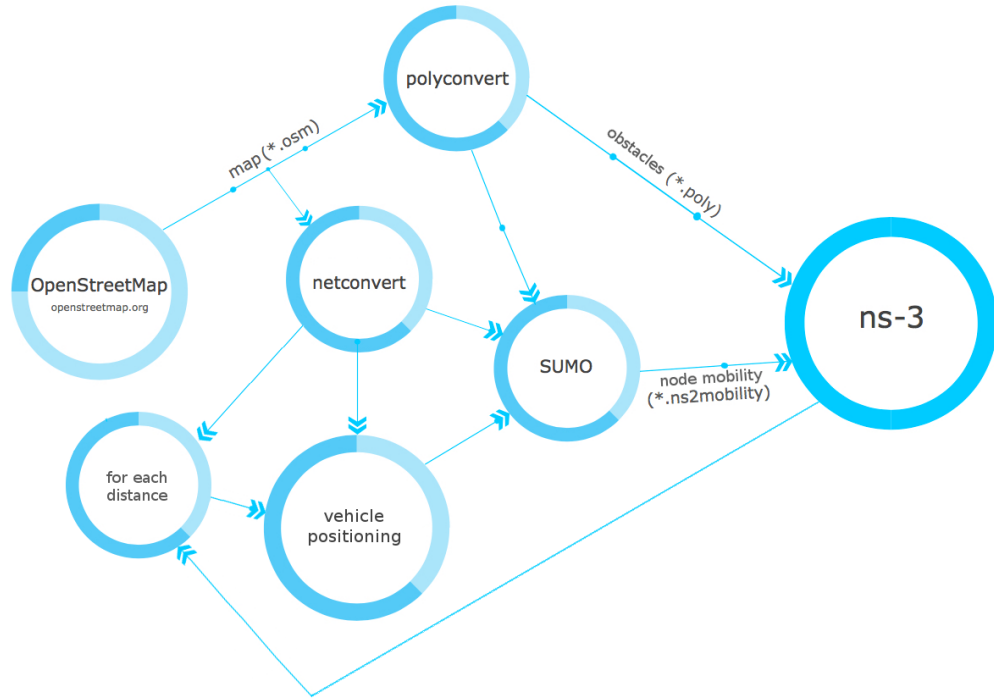 polyconvert
map (*.osm)
obstacles (*.poly)
OpenStreetMap
openstreetmap.org
netconvert
ns-3
SUMO
node mobility
(*.ns2mobility)
for each
distance
vehicle
positioning